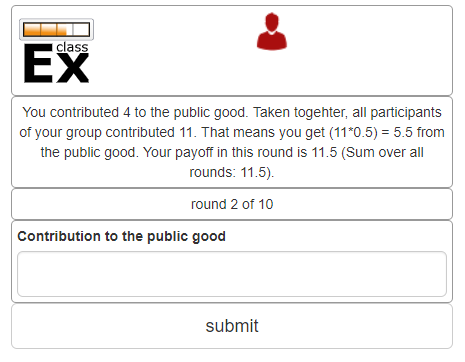 class
Ex
You contributed 4 to the public good. Taken togehter, all participants
of your group contributed 11. That means you get (11*0.5) = 5.5 from
the public good. Your payoff in this round is 11.5 (Sum over all
rounds: 11.5).
round 2 of 10
Contribution to the public good
submit